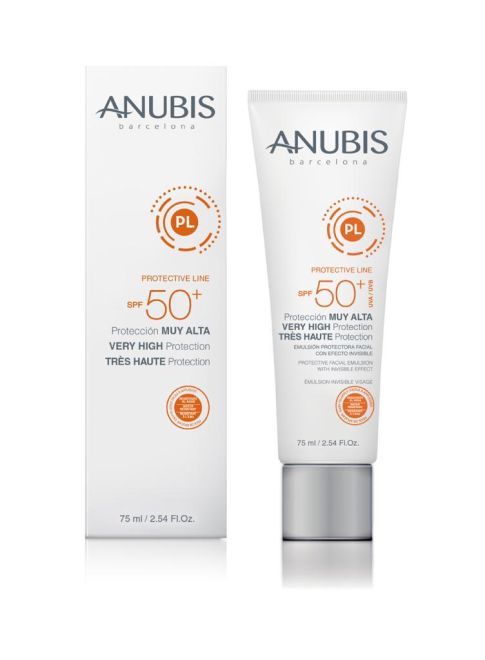 ANUBIS
barcelona
PL
PROTECTIVE LINE
SPF 50+
Protección MUY ALTA
VERY HIGH Protection
TRÈS HAUTE Protection
75 ml / 2.54 Fl.Oz.
ANUBIS
barcelona
PL
PROTECTIVE LINE
SPF 50+ UVA / UVB
Protección MUY ALTA
VERY HIGH Protection
TRÈS HAUTE Protection
EMULSIÓN PROTECTORA FACIAL
CON EFECTO INVISIBLE
PROTECTIVE FACIAL EMULSION
WITH INVISIBLE EFFECT
ÉMULSION INVISIBLE VISAGE
75 ml / 2.54 Fl.Oz.